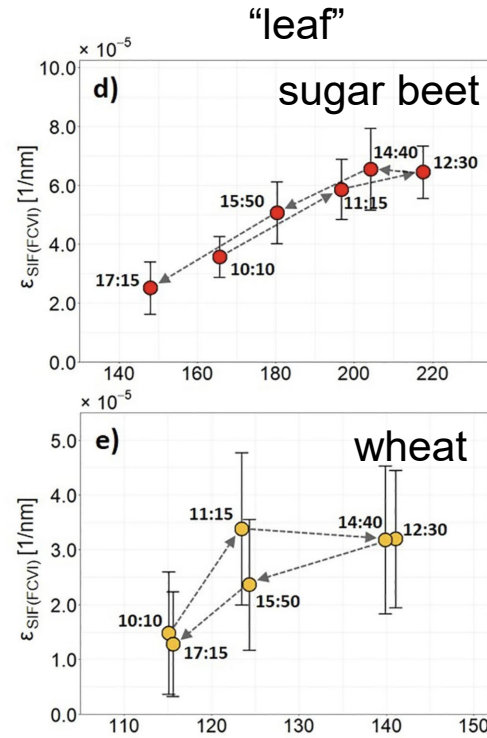 “leaf”
× 10⁻⁵
10.0
d)
sugar beet
8.0
14:40
12:30
6.0
15:50
11:15
4.0
10:10
17:15
2.0
0.0
εSIF(FCVI) [1/nm]
140 160 180 200 220
× 10⁻⁵
e)
wheat
5.0
4.0
11:15
14:40
12:30
3.0
15:50
2.0
10:10
17:15
1.0
0.0
εSIF(FCVI) [1/nm]
110 120 130 140 150